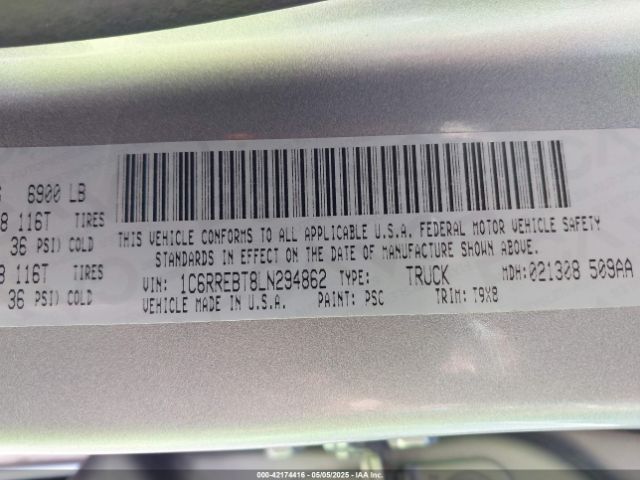 G 6900 LB
8 116T TIRES
36 PSI) COLD
8 116T TIRES
36 PSI) COLD
THIS VEHICLE CONFORMS TO ALL APPLICABLE U.S.A. FEDERAL MOTOR VEHICLE SAFETY
STANDARDS IN EFFECT ON THE DATE OF MANUFACTURE SHOWN ABOVE.
VIN: 1C6RREBT8LN294862 TYPE: TRUCK MDH:021308 509AA
VEHICLE MADE IN U.S.A. PAINT: PSC TRIM: T9X8
000-42174416 - 05/05/2025 - IAA Inc.